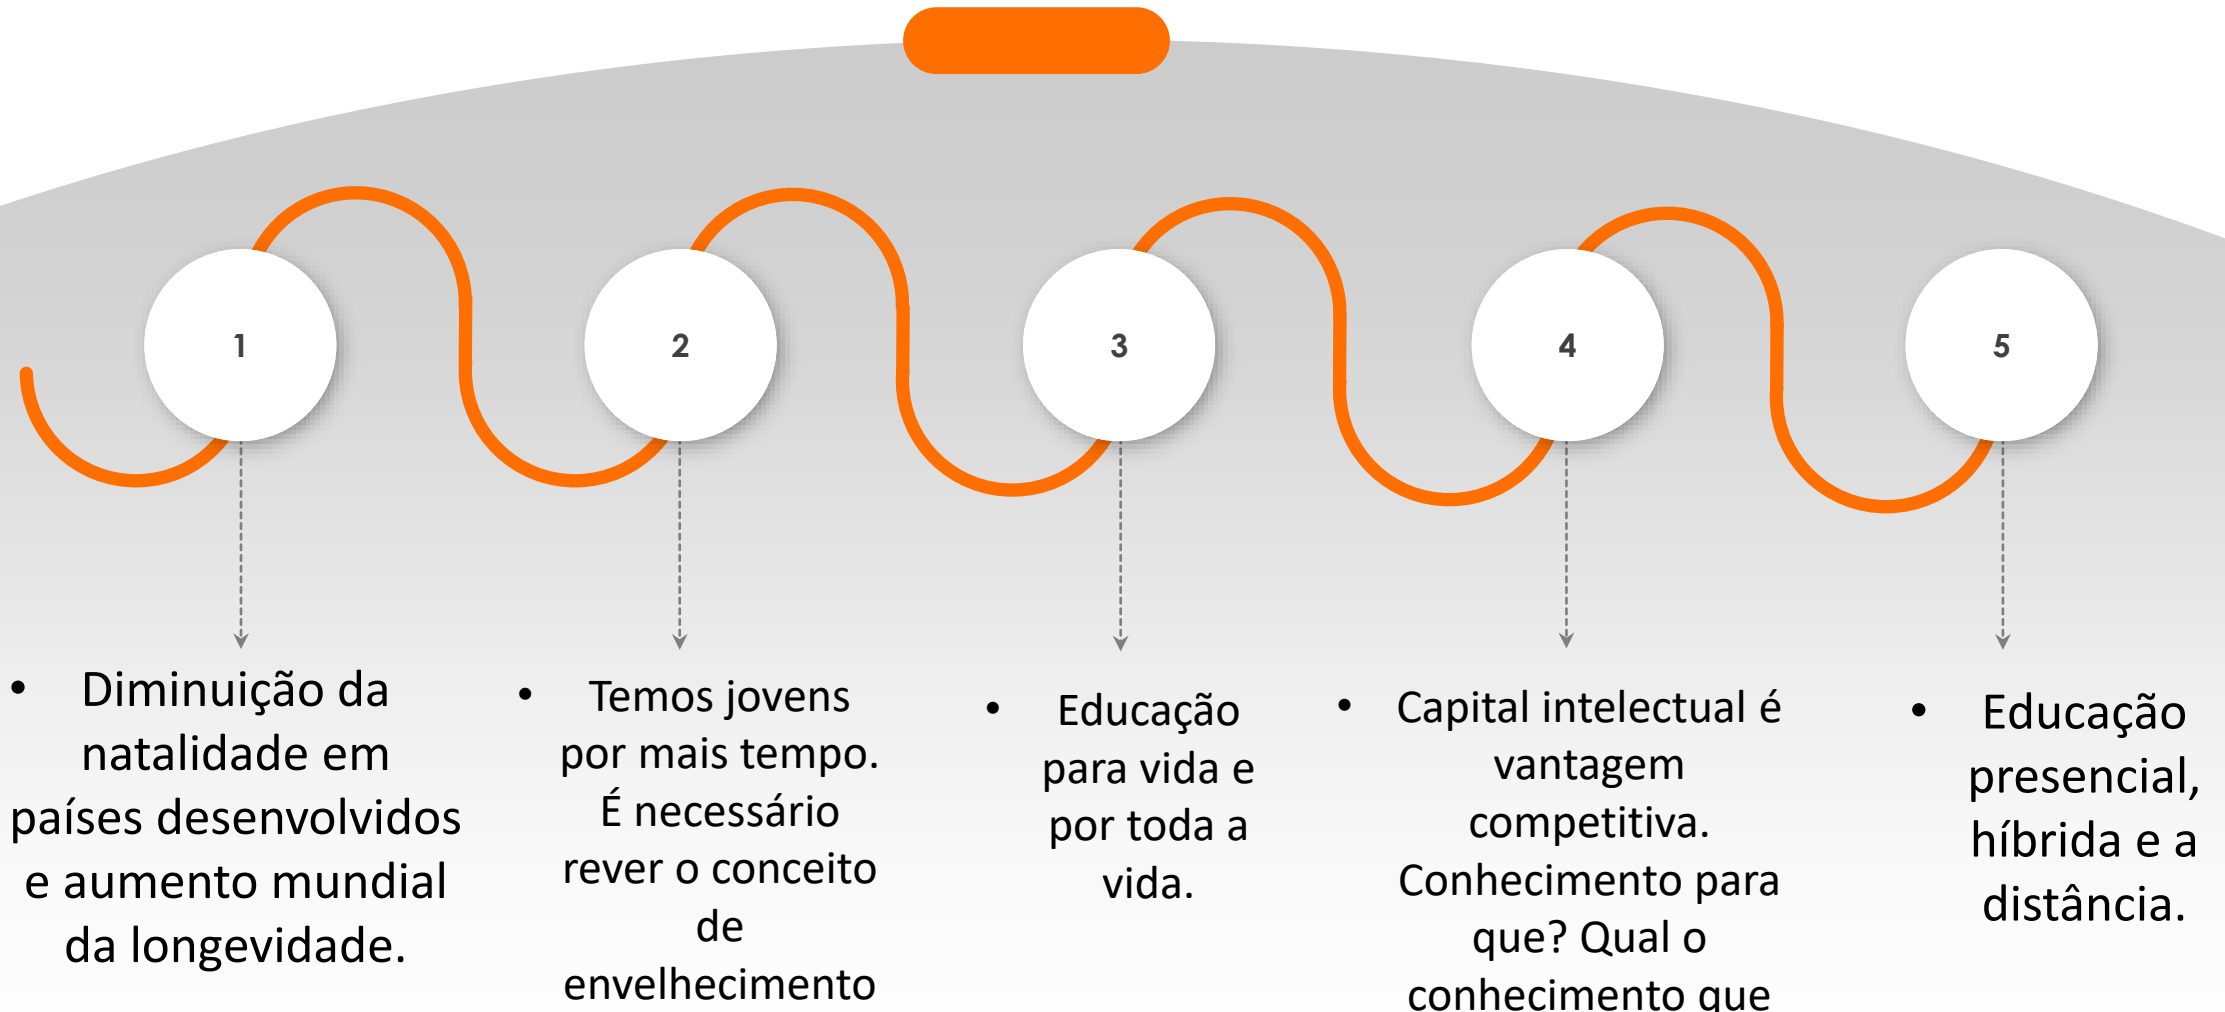 1
2
3
4
5
• Diminuição da
natalidade em
países desenvolvidos
e aumento mundial
da longevidade.
• Temos jovens
por mais tempo.
É necessário
rever o conceito
de
envelhecimento
• Educação
para vida e
por toda a
vida.
• Capital intelectual é
vantagem
competitiva.
Conhecimento para
que? Qual o
conhecimento que
• Educação
presencial,
híbrida e a
distância.